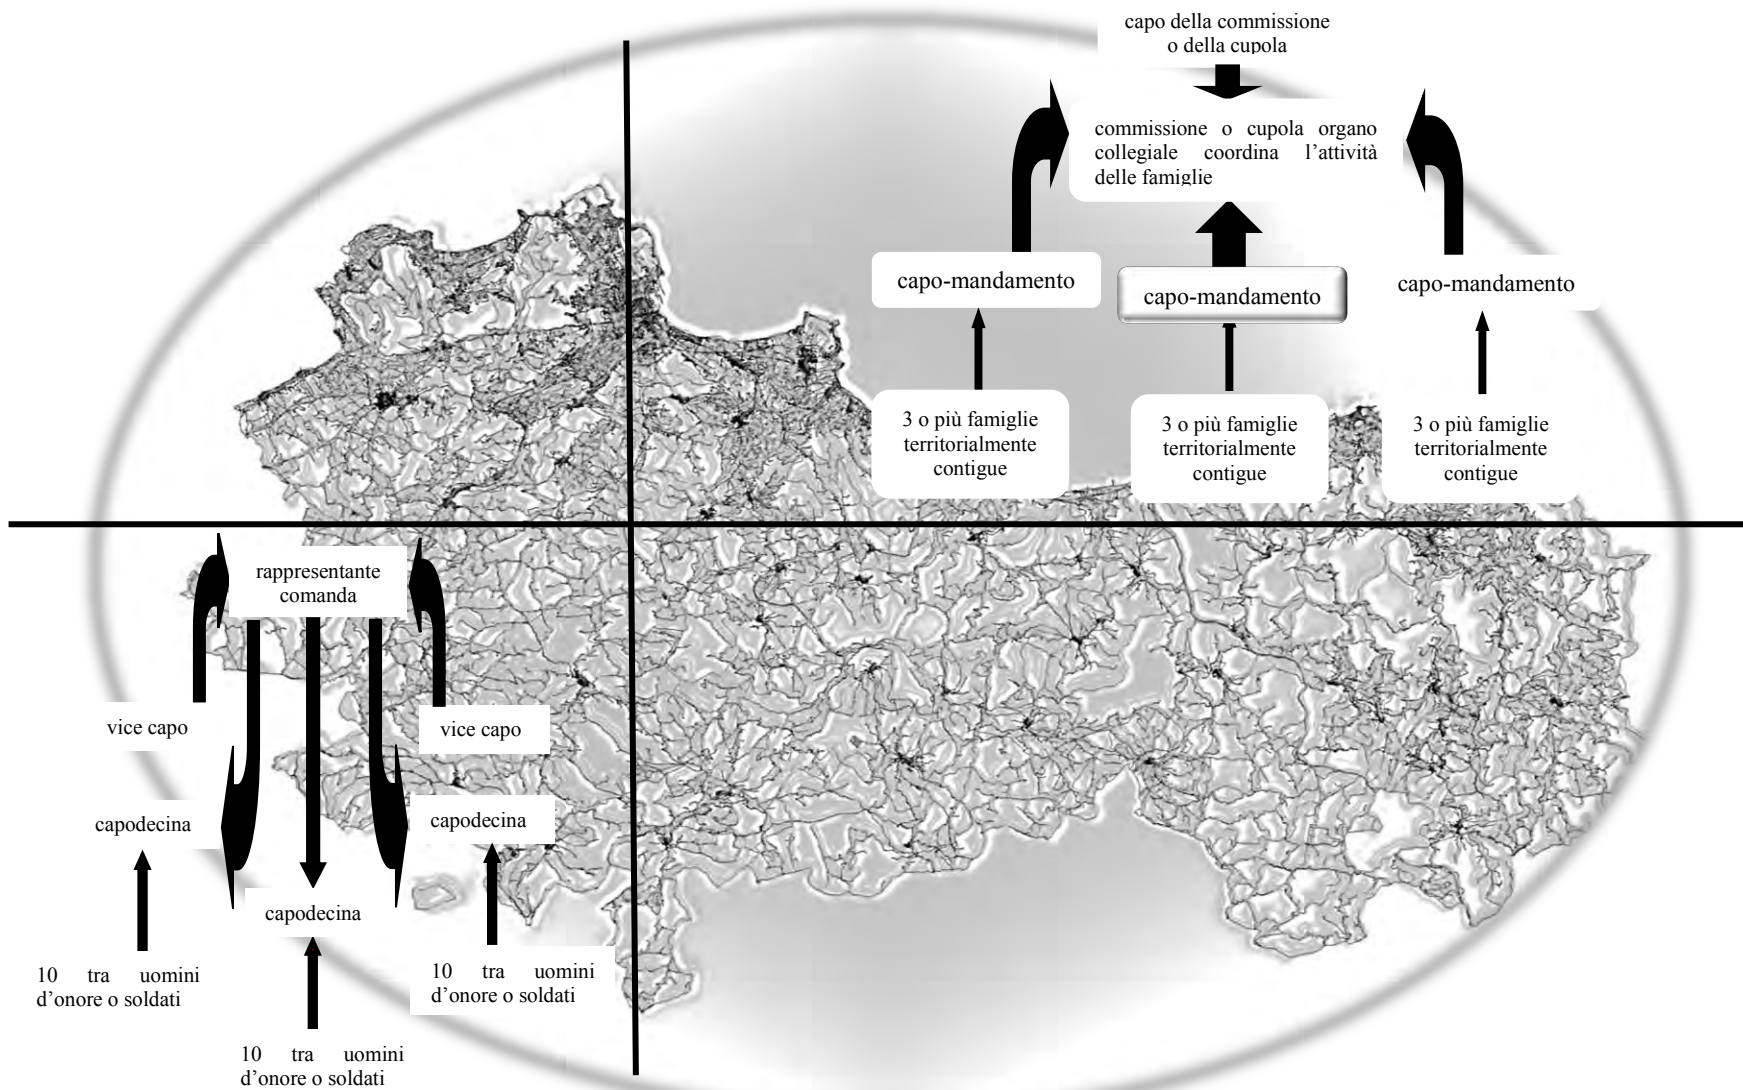 capo della commissione
o della cupola
commissione o cupola organo
collegiale coordina l'attività
delle famiglie
capo-mandamento
capo-mandamento
capo-mandamento
3 o più famiglie
territorialmente
contigue
3 o più famiglie
territorialmente
contigue
3 o più famiglie
territorialmente
contigue
rappresentante
comanda
vice capo
vice capo
capodecina
capodecina
capodecina
10 tra uomini
d'onore o soldati
10 tra uomini
d'onore o soldati
10 tra uomini
d'onore o soldati